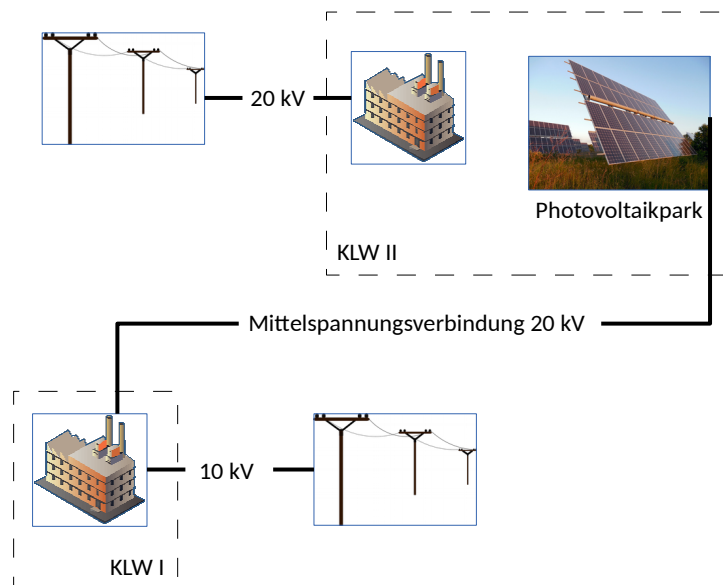 20 kV
Photovoltaikpark
KLW II
Mittelspannungsverbindung 20 kV
10 kV
KLW I